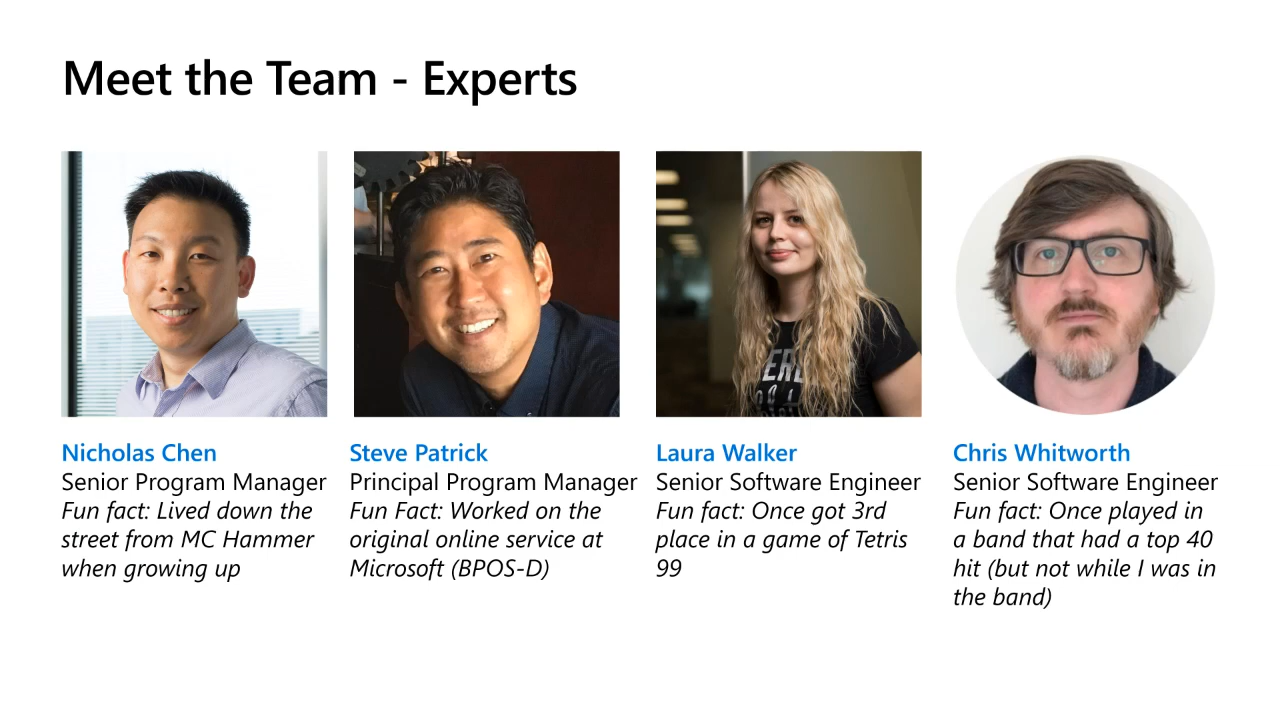 Meet the Team - Experts
Nicholas Chen
Senior Program Manager
Fun fact: Lived down the
street from MC Hammer
when growing up
Steve Patrick
Principal Program Manager
Fun Fact: Worked on the
original online service at
Microsoft (BPOS-D)
Laura Walker
Senior Software Engineer
Fun fact: Once got 3rd
place in a game of Tetris
99
Chris Whitworth
Senior Software Engineer
Fun fact: Once played in
a band that had a top 40
hit (but not while I was in
the band)